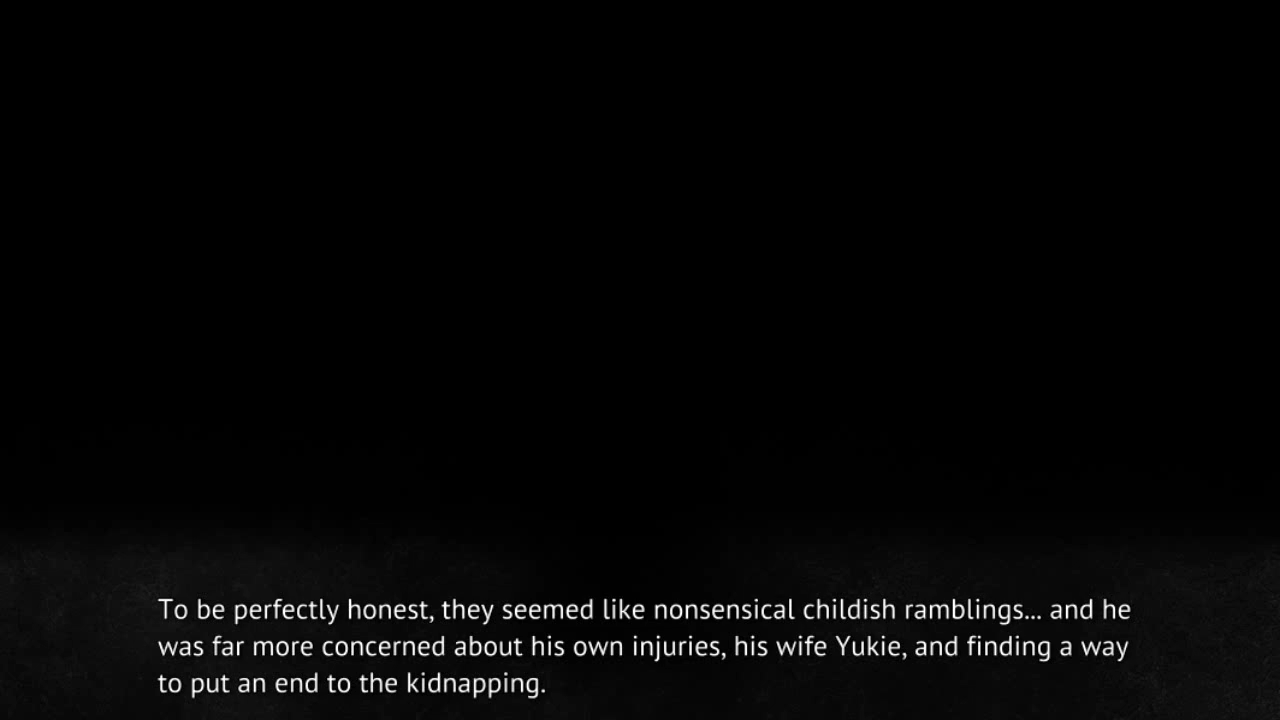 To be perfectly honest, they seemed like nonsensical childish ramblings... and he
was far more concerned about his own injuries, his wife Yukie, and finding a way
to put an end to the kidnapping.